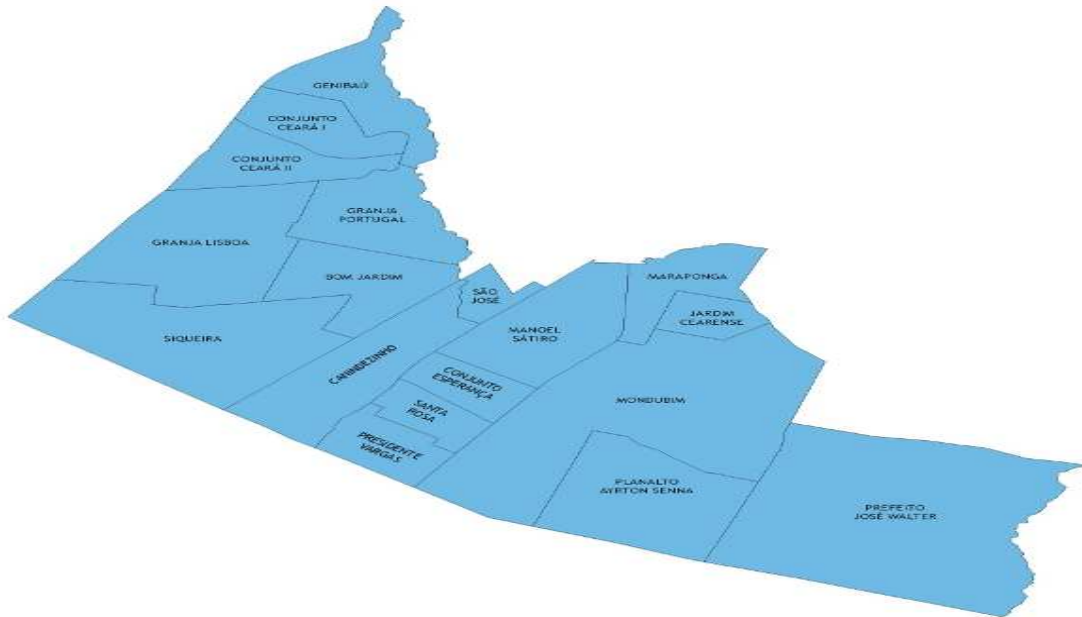 GENIBAÚ
CONJUNTO
CEARÁ I
CONJUNTO
CEARÁ II
GRANJA
PORTUGAL
GRANJA LISBOA
BOM JARDIM
SÃO
JOSÉ
MARAPONGA
JARDIM
CEARENSE
MANOEL
SÁTIRO
SIQUEIRA
CANINDEZINHO
CONJUNTO
ESPERANÇA
SANTA
ROSA
MONDUBIM
PRESIDENTE
VARGAS
PLANALTO
AYRTON SENNA
PREFEITO
JOSÉ WALTER